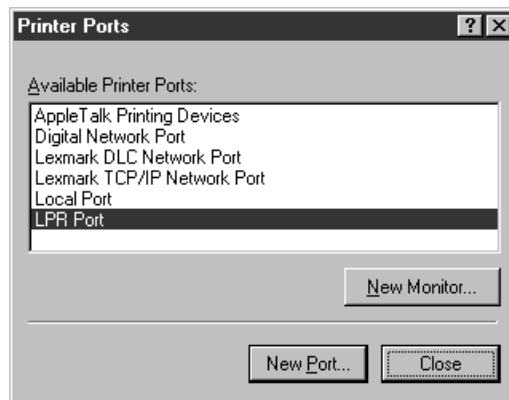 Printer Ports
Available Printer Ports:
AppleTalk Printing Devices
Digital Network Port
Lexmark DLC Network Port
Lexmark TCP/IP Network Port
Local Port
LPR Port
New Monitor...
New Port...
Close